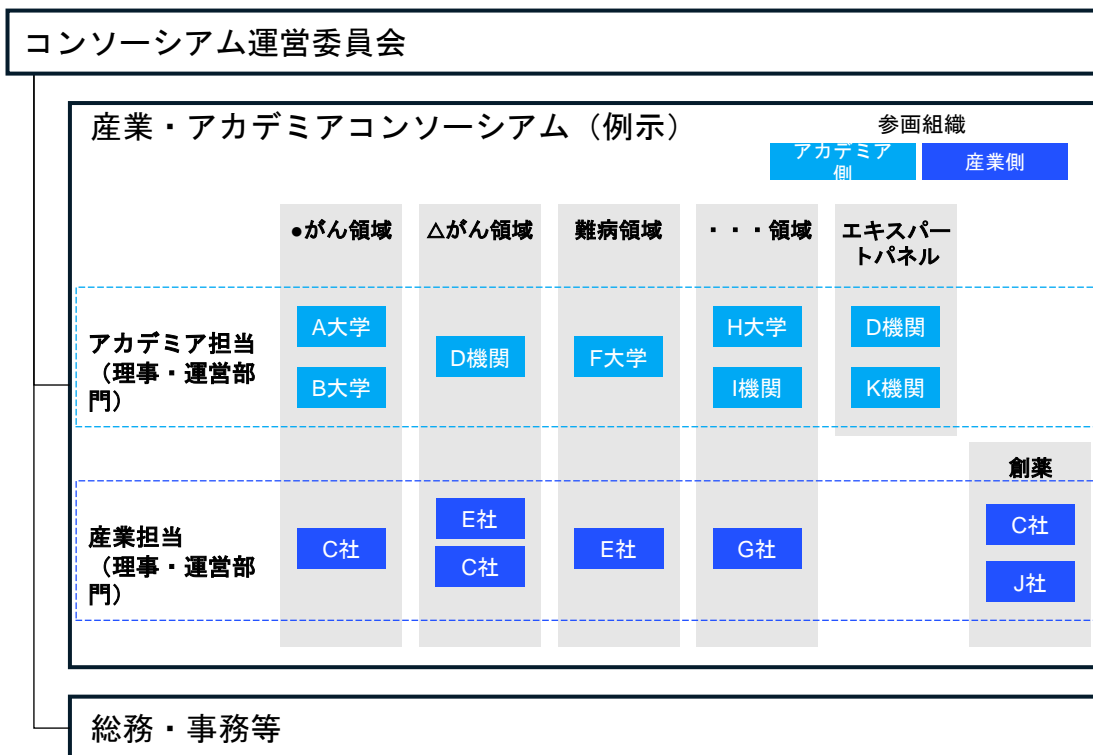 コンソーシアム運営委員会
産業・アカデミアコンソーシアム（例示）
参画組織
アカデミア
側
産業側
●がん領域
△がん領域
難病領域
・・・領域
エキスパー
トパネル
アカデミア担当
（理事・運営部
門）
A大学
B大学
D機関
F大学
H大学
I機関
D機関
K機関
創薬
産業担当
（理事・運営部
門）
C社
E社
C社
E社
G社
C社
J社
総務・事務等